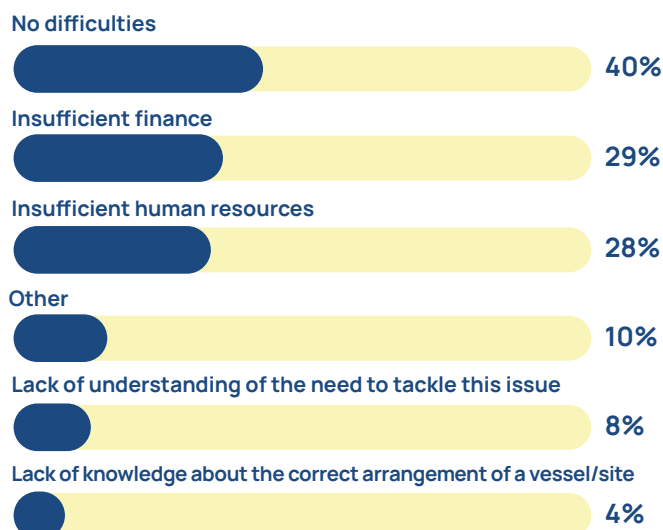 No difficulties
40%
Insufficient finance
29%
Insufficient human resources
28%
Other
10%
Lack of understanding of the need to tackle this issue
8%
Lack of knowledge about the correct arrangement of a vessel/site
4%